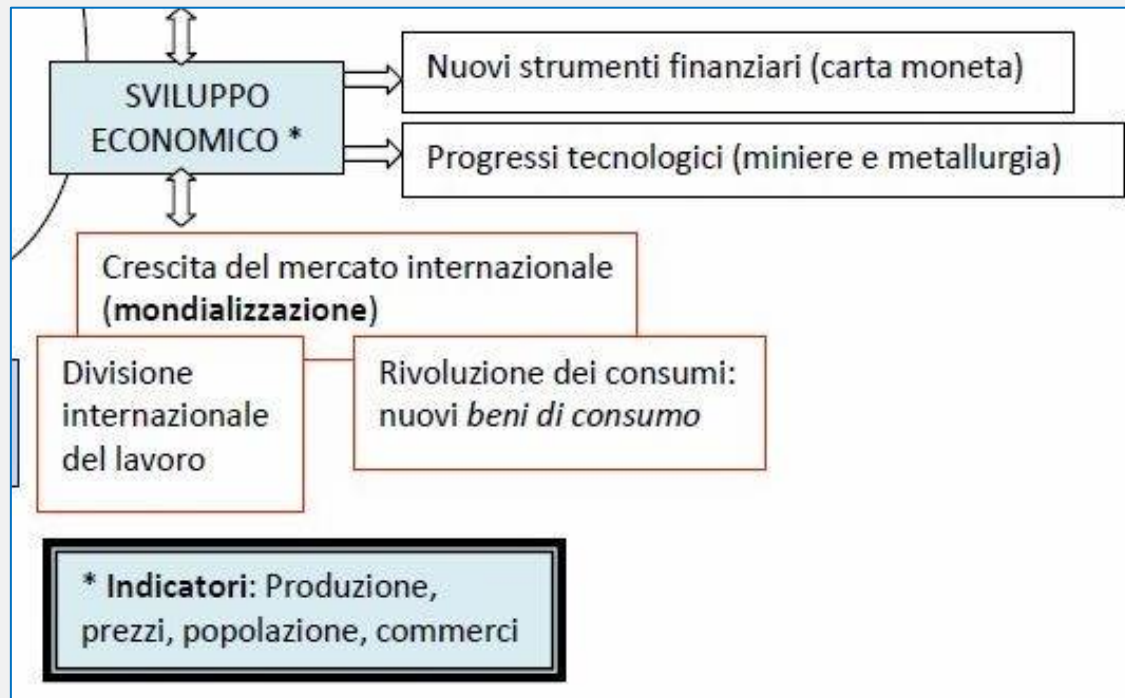 SVILUPPO
ECONOMICO *
Nuovi strumenti finanziari (carta moneta)
Progressi tecnologici (miniere e metallurgia)
Crescita del mercato internazionale
(mondializzazione)
Divisione
internazionale
del lavoro
Rivoluzione dei consumi:
nuovi beni di consumo
* Indicatori: Produzione,
prezzi, popolazione, commerci